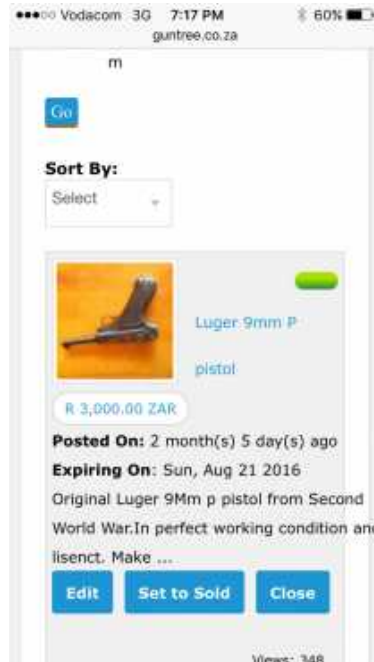 Vodacom 3G 7:17 PM 60%
guntree.co.za
m
Go
Sort By:
Select
Luger 9mm P
pistol
R 3,000.00 ZAR
Posted On: 2 month(s) 5 day(s) ago
Expiring On: Sun, Aug 21 2016
Original Luger 9Mm p pistol from Second
World War.In perfect working condition and
lisenct. Make ...
Edit Set to Sold Close
Views: 348